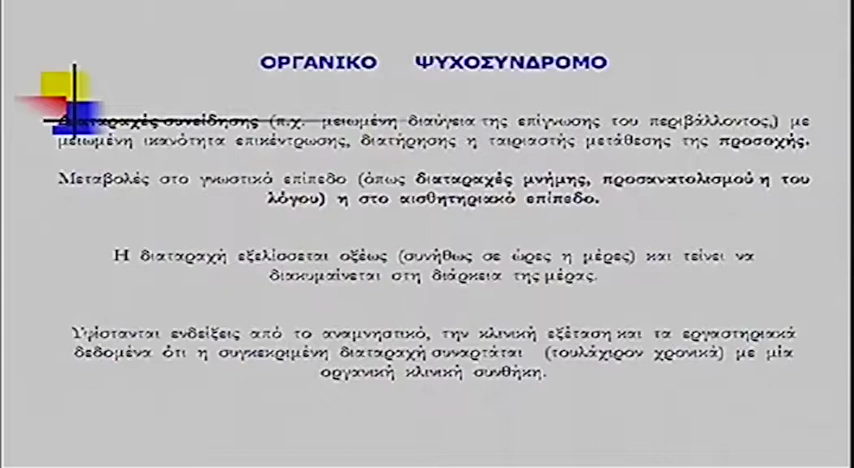 ΟΡΓΑΝΙΚΟ ΨΥΧΟΣΥΝΔΡΟΜΟ
Διαταραχές συνείδησης (π.χ. μειωμένη διαύγεια της επίγνωσης του περιβάλλοντος,) με
μειωμένη ικανότητα επικέντρωσης, διατήρησης η ταιριαστής μετάθεσης της προσοχής.
Μεταβολές στο γνωστικό επίπεδο (όπως διαταραχές μνήμης, προσανατολισμού η του
λόγου) η στο αισθητηριακό επίπεδο.
Η διαταραχή εξελίσσεται οξέως (συνήθως σε ώρες η μέρες) και τείνει να
διακυμαίνεται στη διάρκεια της μέρας.
Υφίστανται ενδείξεις από το αναμνηστικό, την κλινική εξέταση και τα εργαστηριακά
δεδομένα ότι η συγκεκριμένη διαταραχή συναρτάται (τουλάχιρον χρονικά) με μία
οργανική κλινική συνθήκη.